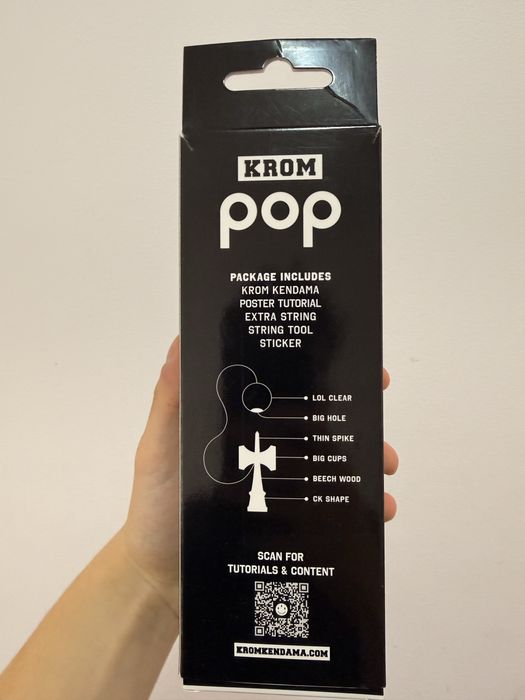 KROM
pop
PACKAGE INCLUDES
KROM KENDAMA
POSTER TUTORIAL
EXTRA STRING
STRING TOOL
STICKER
LOL CLEAR
BIG HOLE
THIN SPIKE
BIG CUPS
BEECH WOOD
CK SHAPE
SCAN FOR
TUTORIALS & CONTENT
KROMKENDAMA.COM